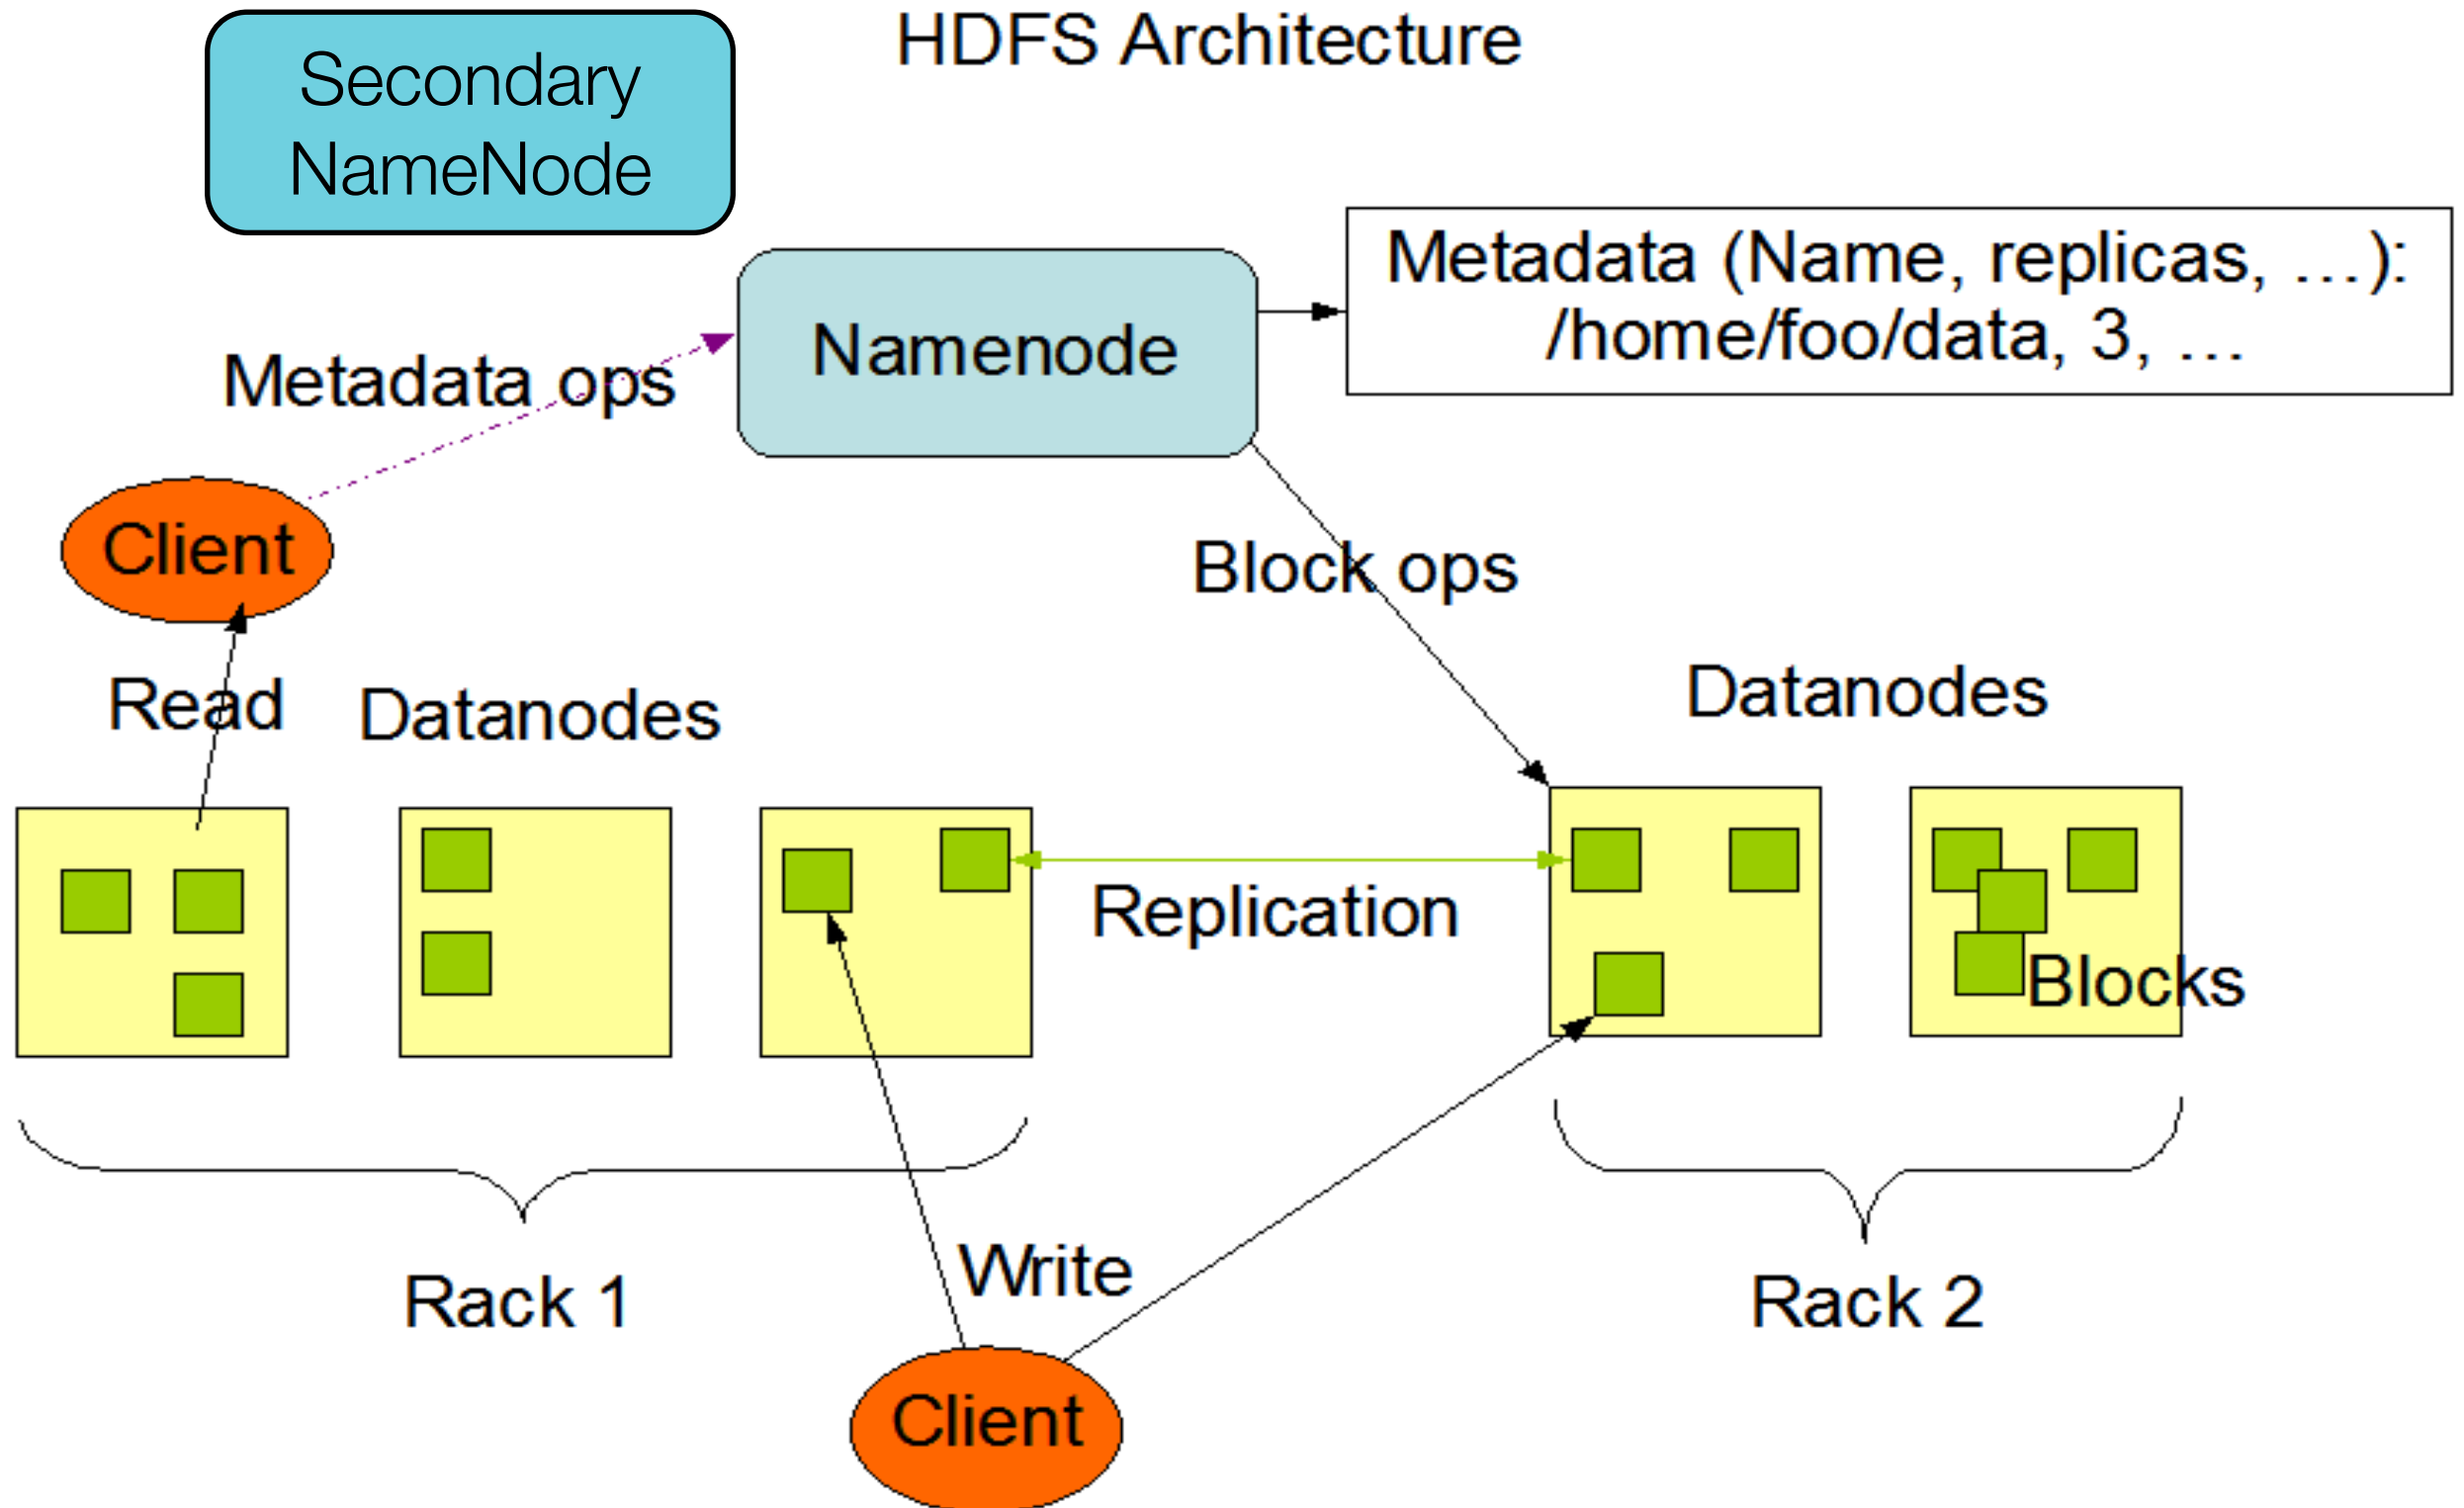 HDFS Architecture
Secondary
NameNode
Metadata (Name, replicas, …):
/home/foo/data, 3, …
Namenode
Metadata ops
Client
Block ops
Read
Datanodes
Datanodes
Replication
Blocks
Rack 1
Write
Rack 2
Client